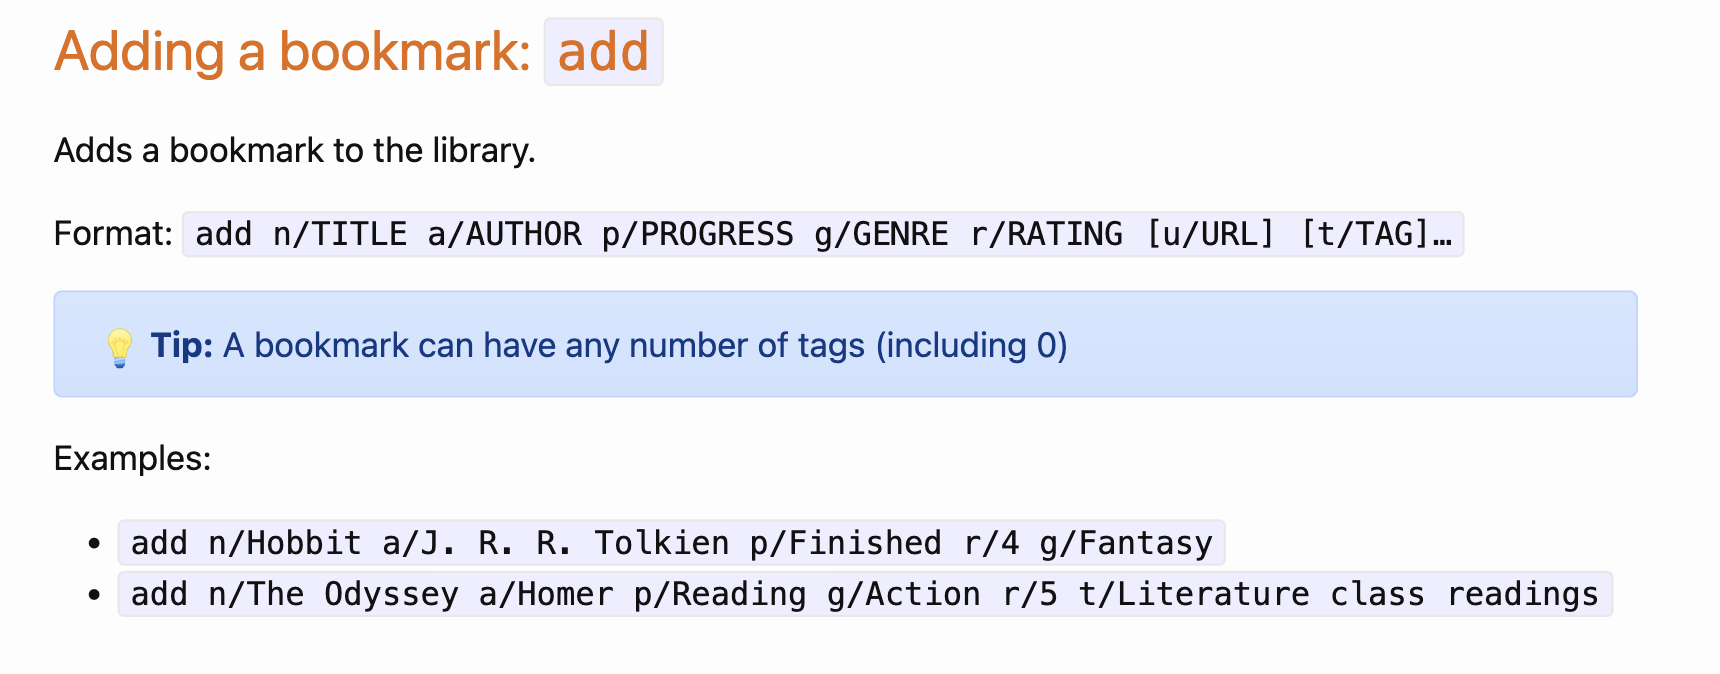 Adding a bookmark: add
Adds a bookmark to the library.
Format: add n/TITLE a/AUTHOR p/PROGRESS g/GENRE r/RATING [u/URL] [t/TAG]…
💡 Tip: A bookmark can have any number of tags (including 0)
Examples:
• add n/Hobbit a/J. R. R. Tolkien p/Finished r/4 g/Fantasy
• add n/The Odyssey a/Homer p/Reading g/Action r/5 t/Literature class readings